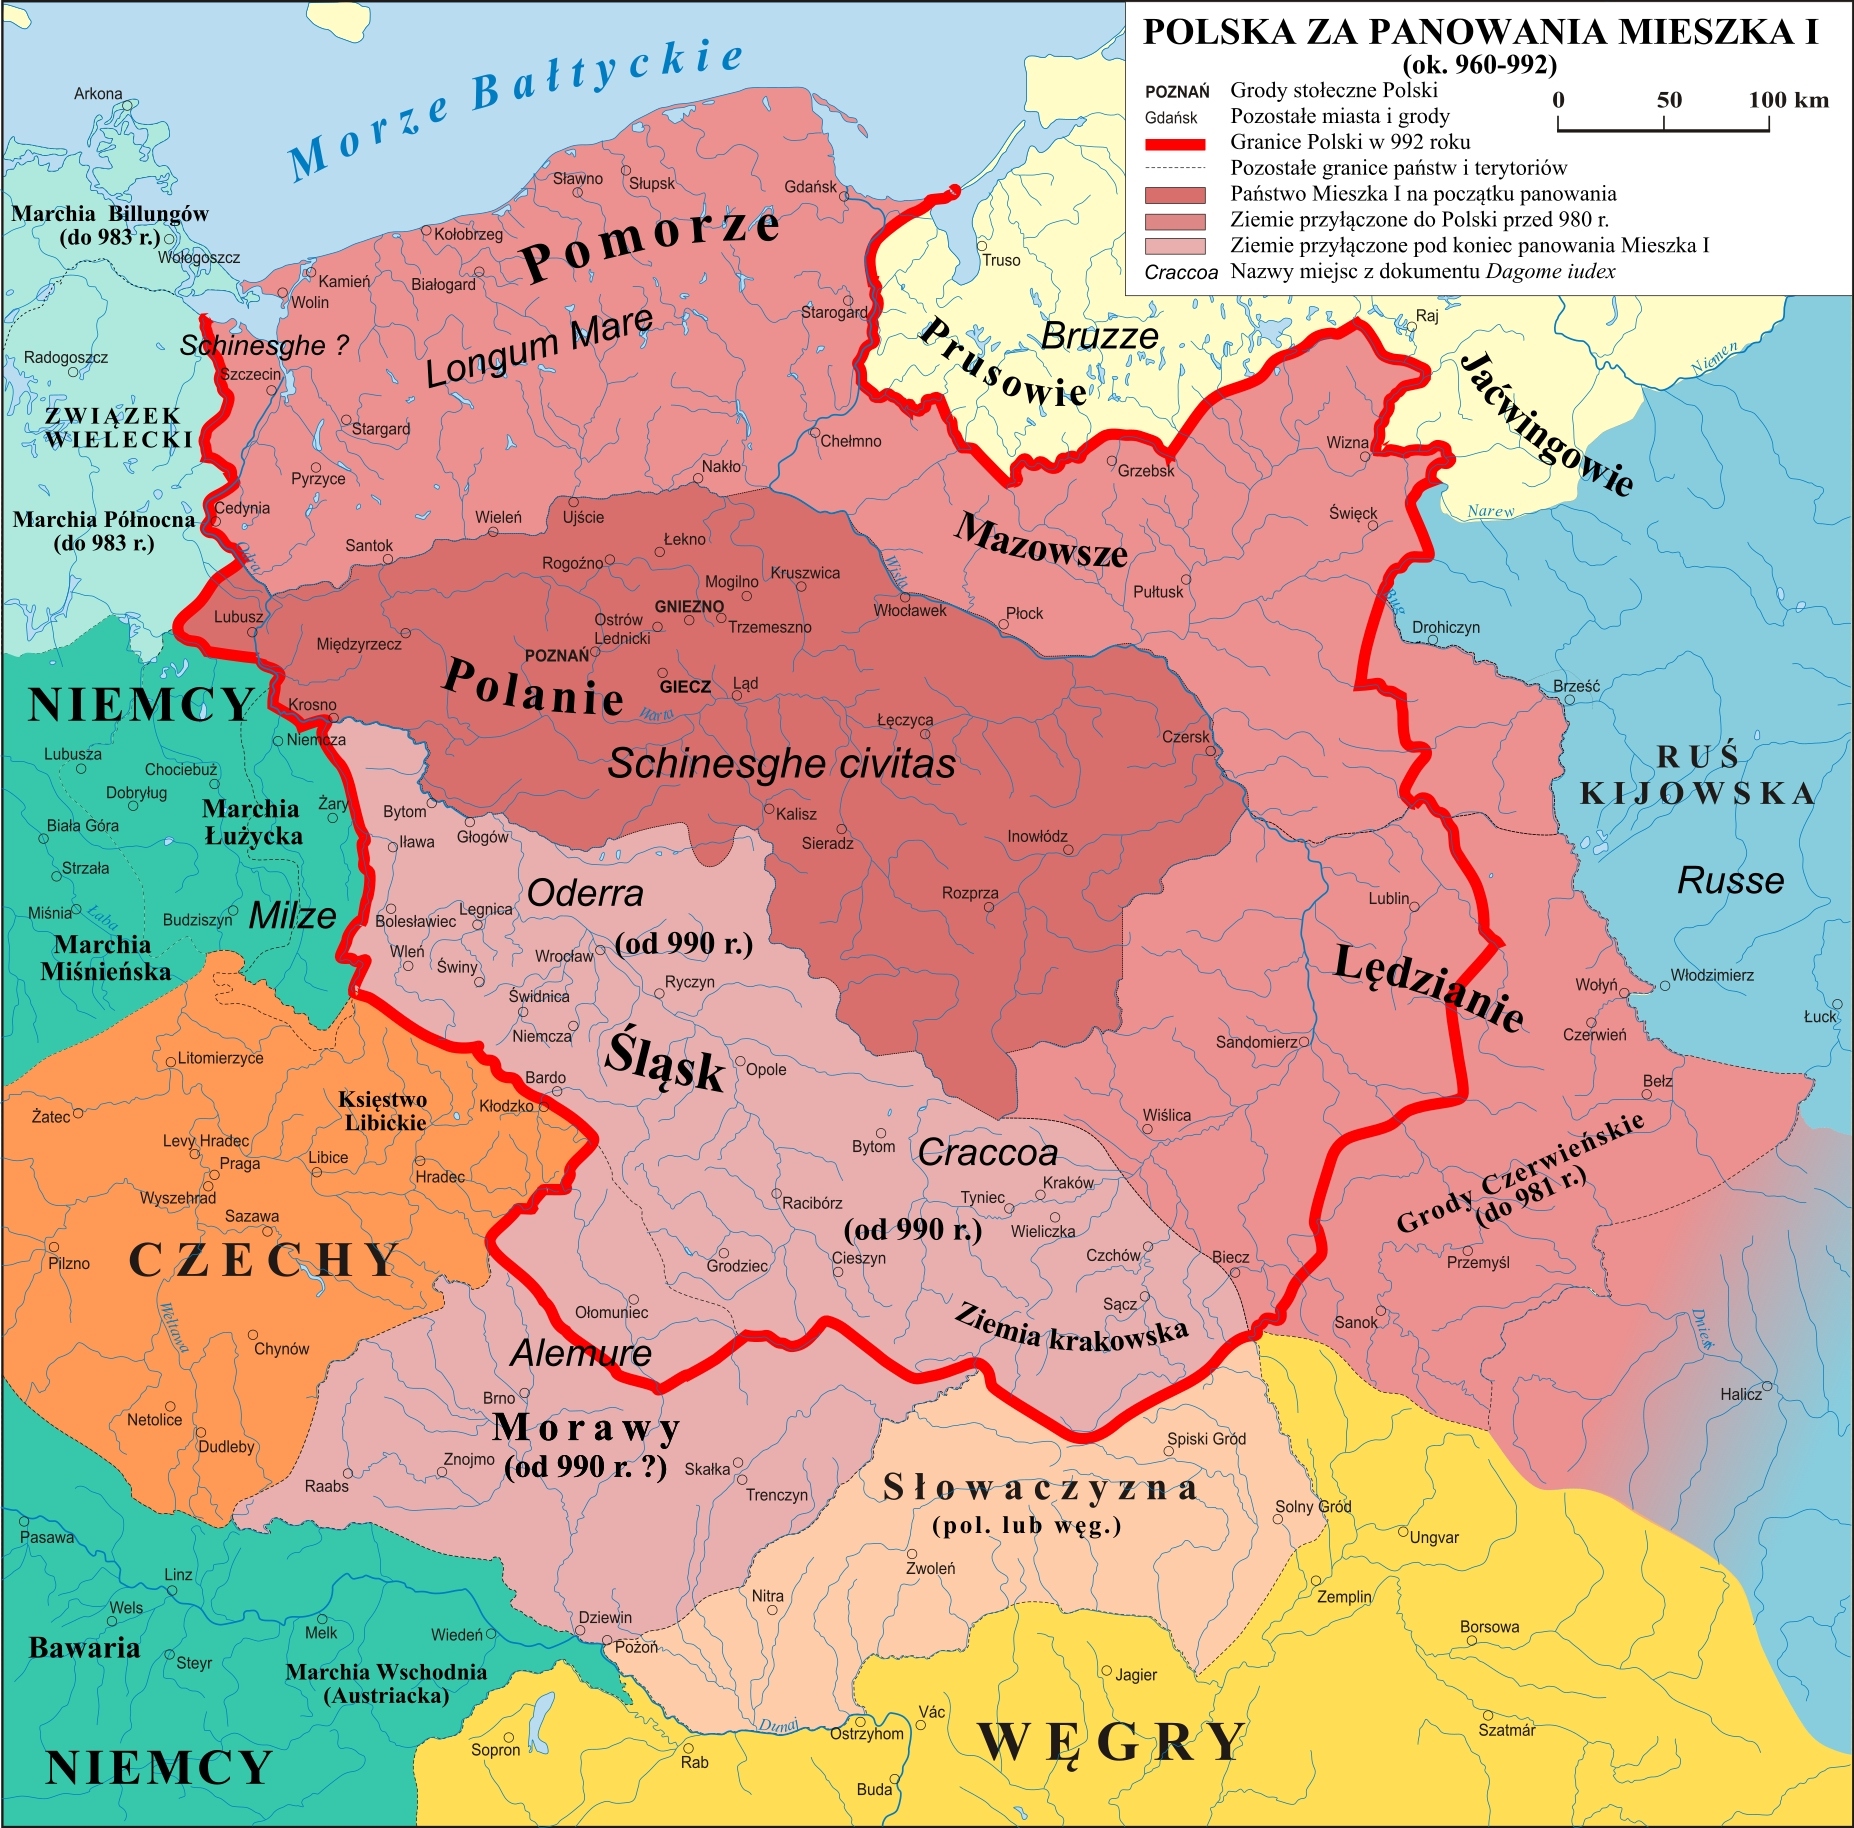 POLSKA ZA PANOWANIA MIESZKA I
(ok. 960-992)
POZNAŃ Grody stołeczne Polski
Gdańsk Pozostałe miasta i grody
Granice Polski w 992 roku
Pozostałe granice państw i terytoriów
Państwo Mieszka I na początku panowania
Ziemie przyłączone do Polski przed 980 r.
Ziemie przyłączone pod koniec panowania Mieszka I
Craccoa Nazwy miejsc z dokumentu Dagome iudex
0 50 100 km
Morze Bałtyckie
Arkona
Marchia Billungów
(do 983 r.)
Wołogoszcz
Sławno
Słupsk
Gdańsk
Pomorze
Kołobrzeg
Kamień
Białogard
Wolin
Truso
Starogard
Raj
Longum Mare
Schinesghe ?
Bruzze
Prusowie
Jaćwingowie
Niemen
Radogoszcz
Szczecin
ZWIĄZEK
WIELECKI
Stargard
Chełmno
Wizna
Grzebsk
Nakło
Pyrzyce
Cedynia
Marchia Północna
(do 983 r.)
Wieleń
Ujście
Święck
Narew
Mazowsze
Odra
Santok
Łekno
Rogoźno
Mogilno
Kruszwica
Wisła
Pułtusk
Bug
GNIEZNO
Włocławek
Płock
Lubusz
Ostrów
Lednicki
Trzemeszno
Drohiczyn
Międzyrzecz
POZNAŃ
Polanie
GIECZ
Ląd
Warta
Brześć
NIEMCY
Krosno
Łęczyca
Czersk
Niemcza
Schinesghe civitas
RUŚ
KIJOWSKA
Lubusza
Chociebuż
Dobryług
Marchia
Łużycka
Żary
Bytom
Kalisz
Biała Góra
Iława
Głogów
Sieradz
Inowłódz
Strzała
Oderra
Rozprza
Lublin
Russe
Miśnia
Łaba
Budziszyn
Milze
Bolesławiec
Legnica
(od 990 r.)
Marchia
Miśnieńska
Wleń
Świny
Wrocław
Lędzianie
Ryczyn
Świdnica
Wołyń
Włodzimierz
Niemcza
Czerwień
Łuck
Śląsk
Sandomierz
Litomierzyce
Opole
Bardo
Bełz
Żatec
Księstwo
Libickie
Kłodzko
Wiślica
Grody Czerwieńskie
(do 981 r.)
Levy Hradec
Praga
Libice
Hradec
Bytom
Craccoa
Wyszehrad
Racibórz
Tyniec
Kraków
Sazawa
(od 990 r.)
Wieliczka
CZECHY
Pilzno
Grodziec
Cieszyn
Czchów
Biecz
Przemyśl
Ołomuniec
Sącz
Ziemia krakowska
Sanok
Wełtawa
Chynów
Alemure
Dniestr
Brno
Halicz
Netolice
Dudleby
Morawy
(od 990 r. ?)
Znojmo
Raabs
Skałka
Trenczyn
Spiski Gród
Słowaczyzna
(pol. lub węg.)
Solny Gród
Ungvar
Pasawa
Linz
Zwoleń
Zemplin
Wels
Nitra
Bawaria
Melk
Wiedeń
Dziewin
Pożoń
Borsowa
Steyr
Marchia Wschodnia
(Austriacka)
Jagier
Vác
Dunaj
Ostrzyhom
Szatmár
NIEMCY
Sopron
Rab
WĘGRY
Buda